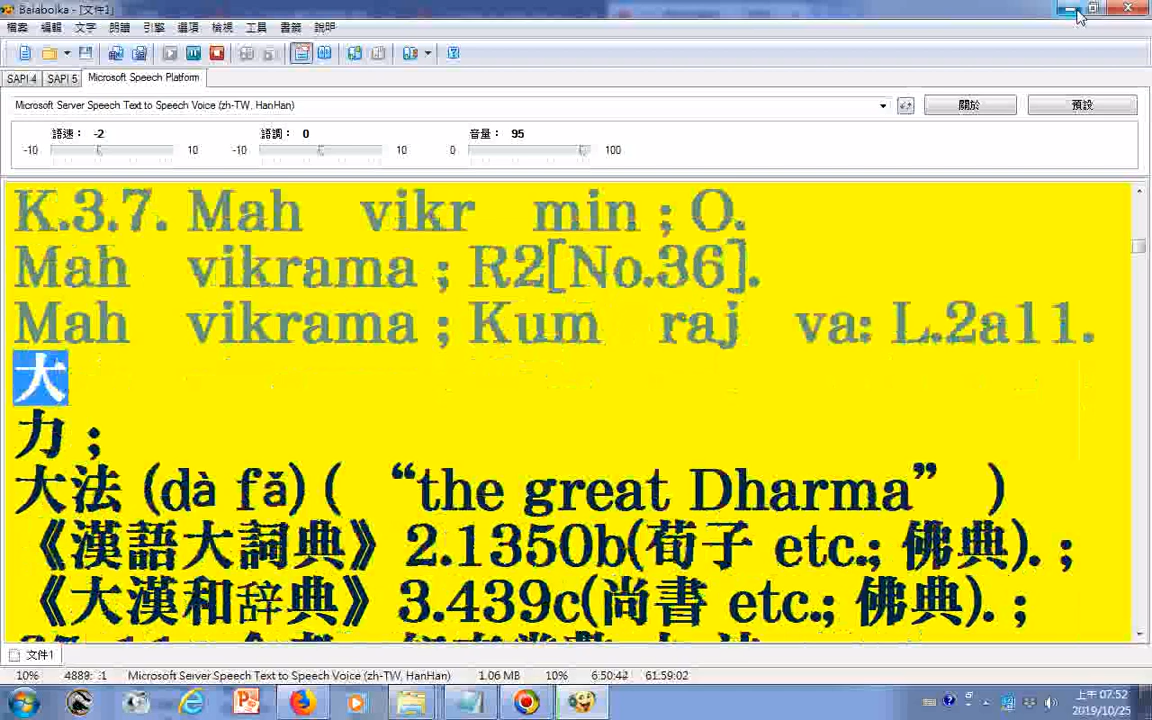 Balabolka - [文件1]
檔案 編輯 文字 朗讀 引擎 選項 檢視 工具 書籤 說明
SAPI 4 SAPI 5 Microsoft Speech Platform
Microsoft Server Speech Text to Speech Voice (zh-TW, HanHan) 關於 預設
語速： -2 語調： 0 音量： 95
-10 10 -10 10 0 100
K.3.7. Mah vikr min ; O.
Mah vikrama ; R2[No.36].
Mah vikrama ; Kum raj va: L.2a11.
大
力 ;
大法 (dà fǎ) ( “the great Dharma” )
《漢語大詞典》 2.1350b(荀子 etc.; 佛典). ;
《大漢和辞典》 3.439c(尚書 etc.; 佛典). ;
文件1
10% 4889: :1 Microsoft Server Speech Text to Speech Voice (zh-TW, HanHan) 1.06 MB 10% 6:50:42 61:59:02
上午 07:52
2019/10/25